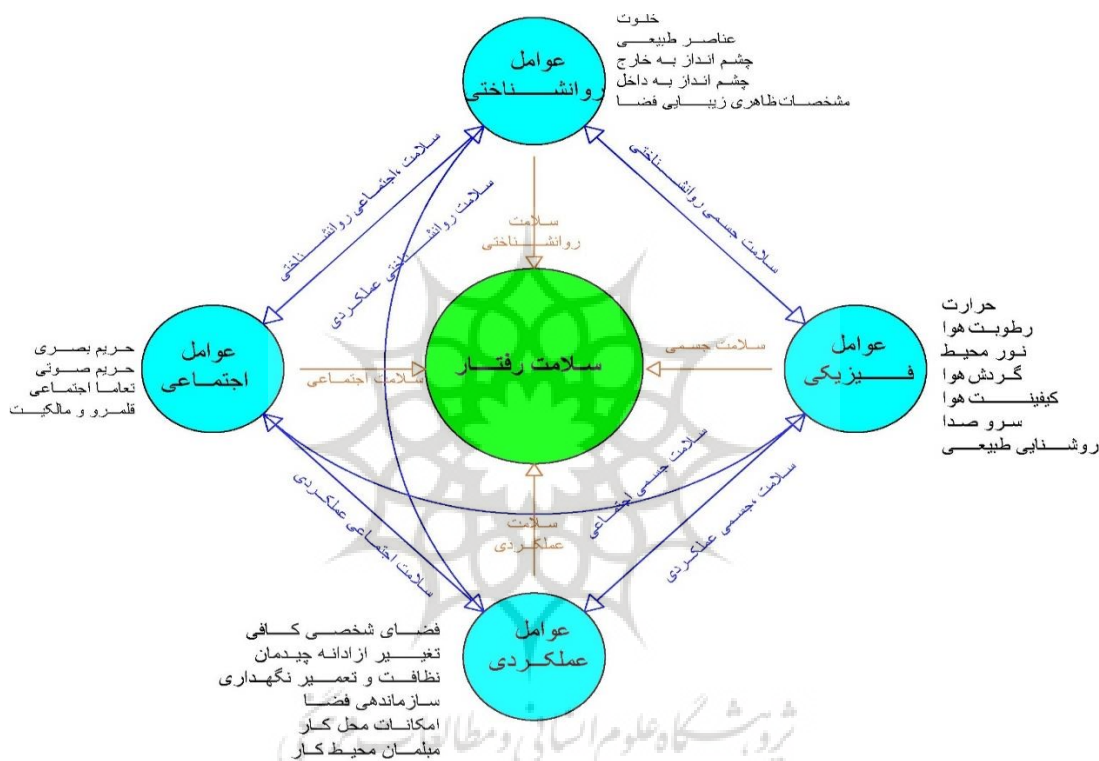 خلوت
عناصر طبیعی
چشم انداز به خارج
چشم انداز به داخل
مشخصات ظاهری زیبایی فضا
عوامل
روانشناختی
سلامت ،اجتماعی روانشناختی
سلامت روانشناختی عملکردی
سلامت
روانشناختی
سلامت جسمی روانشناختی
حریم بصری
حریم صوتی
تعاما اجتماعی
قلمرو و مالکیت
عوامل
اجتماعی
سلامت اجتماعی
سلامت رفتار
سلامت جسمی
عوامل
فیزیکی
حرارت
رطوبت هوا
نور محیط
گردش هوا
کیفینت هوا
سرو صدا
روشنایی طبیعی
سلامت اجتماعی عملکردی
سلامت
عملکردی
سلامت جسمی اجتماعی
سلامت ،جسمی عملکردی
عوامل
عملکردی
فضای شخصی کافی
تغییر ازادانه چیدمان
نظافت و تعمیر نگهداری
سازماندهی فضا
امکانات محل کار
مبلمان محیط کار
پژوهشگاه علوم انسانی و مطالعات فرهنگی